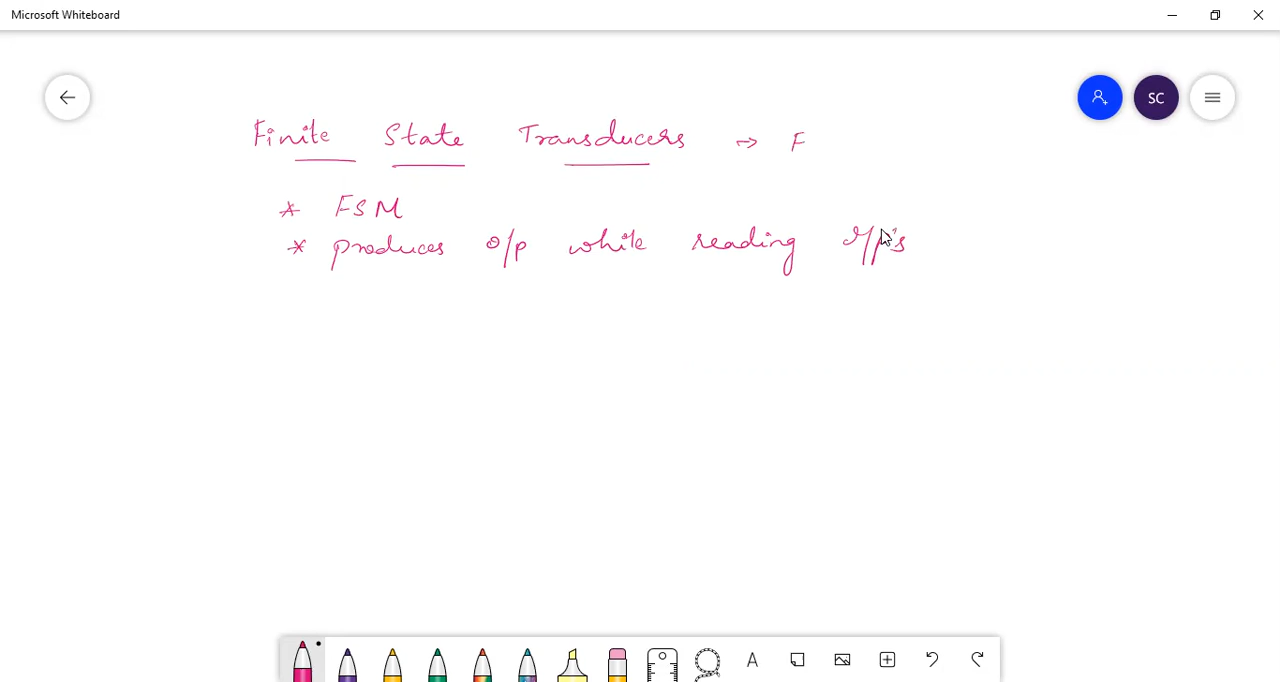 Microsoft Whiteboard
SC
Finite State Transducers → F
* FSM
* produces o/p while reading I/p's
A